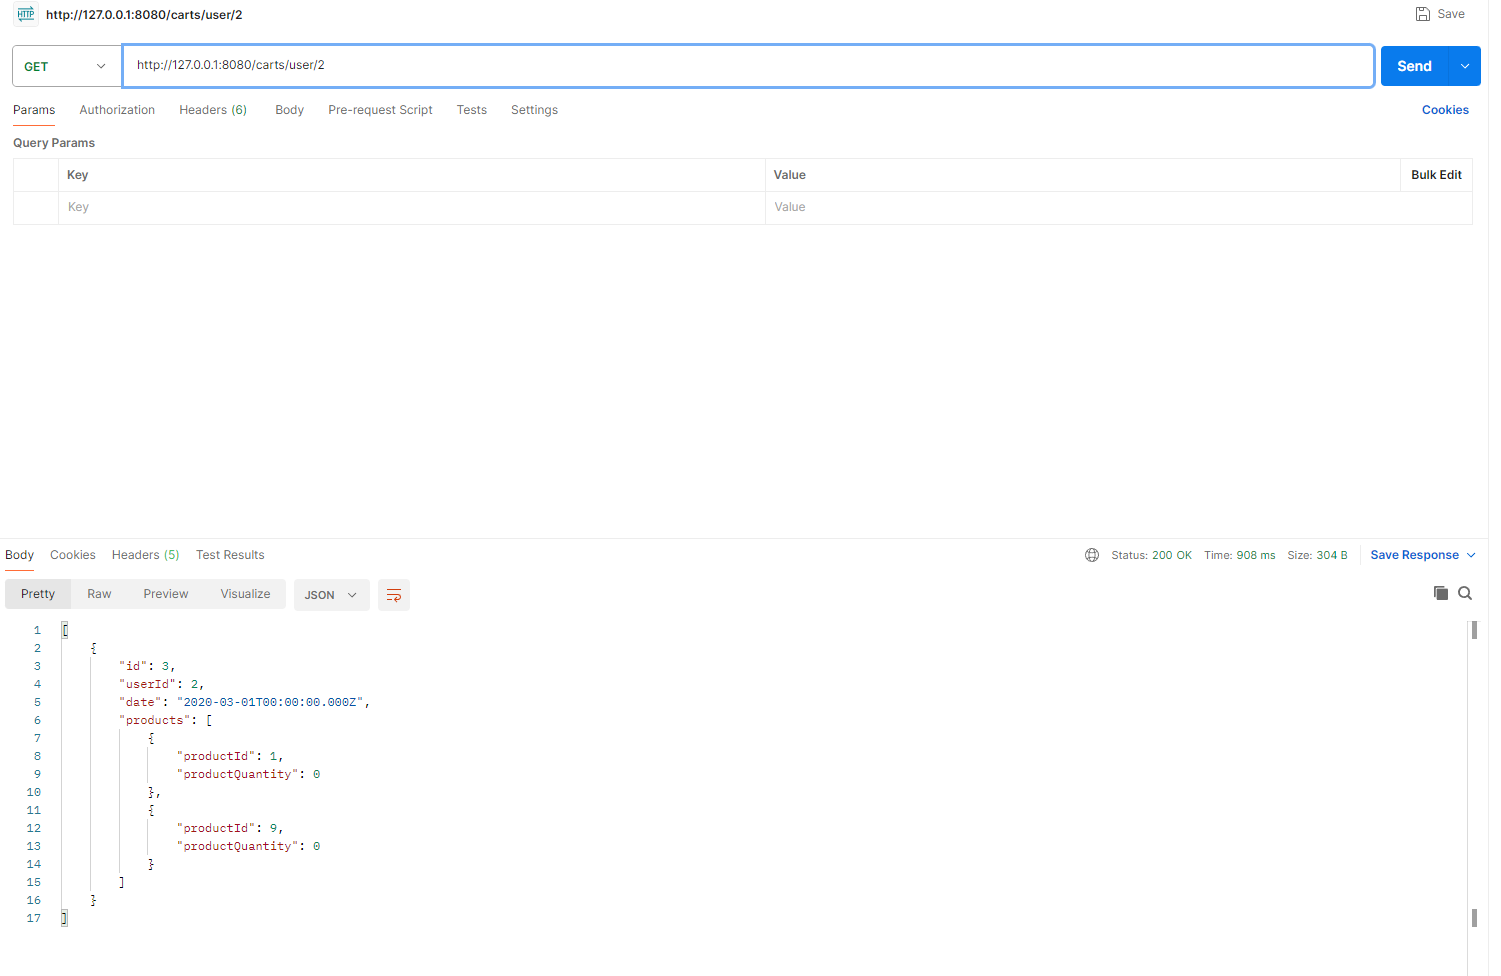 HTTP http://127.0.0.1:8080/carts/user/2 Save
GET http://127.0.0.1:8080/carts/user/2 Send
Params Authorization Headers (6) Body Pre-request Script Tests Settings Cookies
Query Params
Key Value Bulk Edit
Key Value
Body Cookies Headers (5) Test Results Status: 200 OK Time: 908 ms Size: 304 B Save Response
Pretty Raw Preview Visualize JSON
1 [
2 {
3 "id": 3,
4 "userId": 2,
5 "date": "2020-03-01T00:00:00.000Z",
6 "products": [
7 {
8 "productId": 1,
9 "productQuantity": 0
10 },
11 {
12 "productId": 9,
13 "productQuantity": 0
14 }
15 ]
16 }
17 ]